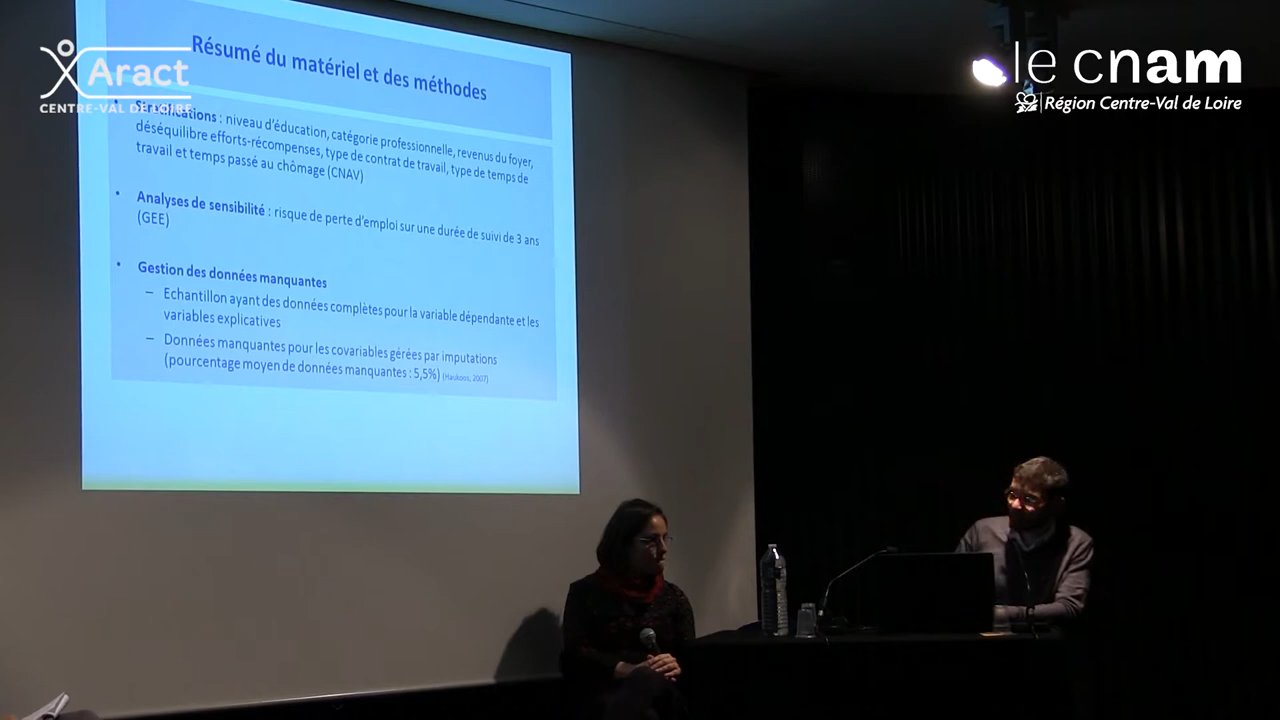 Aract
CENTRE-VAL DE LOIRE
le cnam
Région Centre-Val de Loire
Résumé du matériel et des méthodes
• Stratifications : niveau d'éducation, catégorie professionnelle, revenus du foyer,
déséquilibre efforts-récompenses, type de contrat de travail, type de temps de
travail et temps passé au chômage (CNAV)
• Analyses de sensibilité : risque de perte d'emploi sur une durée de suivi de 3 ans
(GEE)
• Gestion des données manquantes
– Echantillon ayant des données complètes pour la variable dépendante et les
variables explicatives
– Données manquantes pour les covariables gérées par imputations
(pourcentage moyen de données manquantes : 5,5%) (Haukoos, 2007)